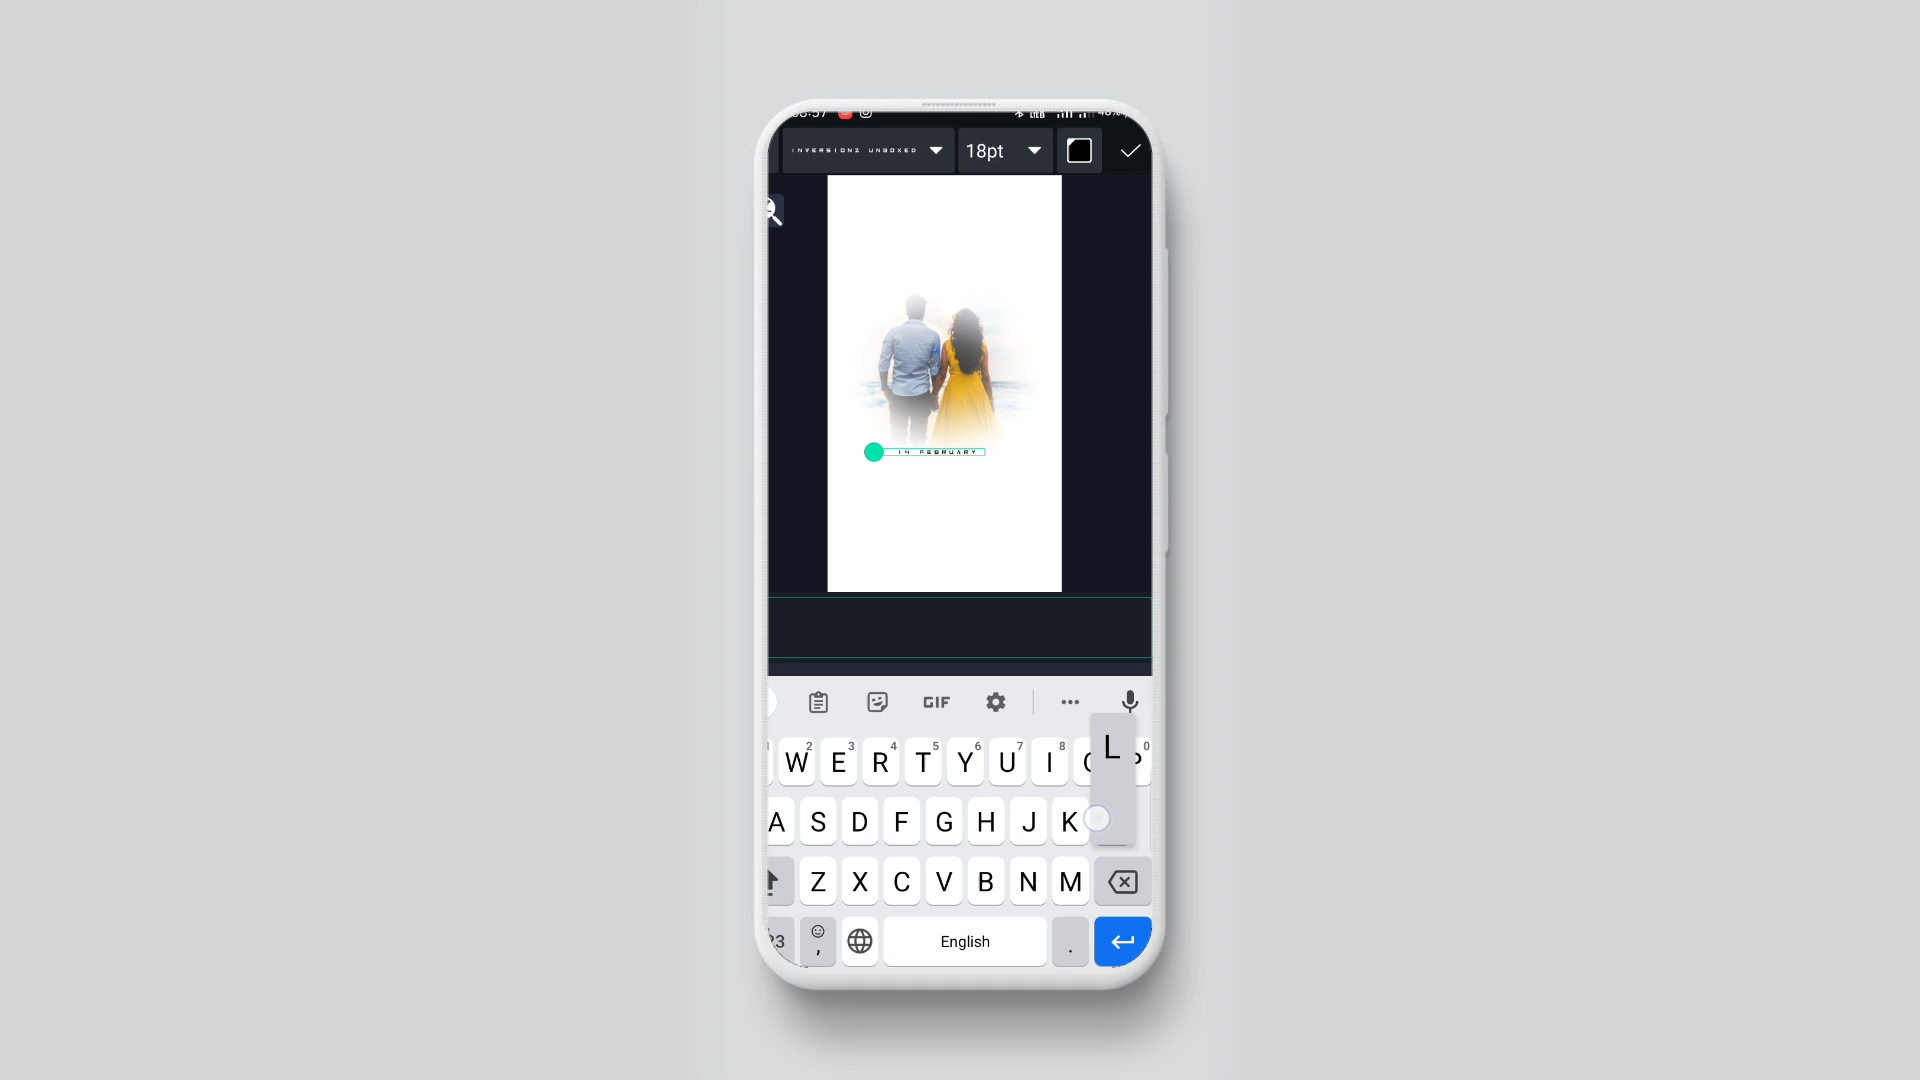 INVERSIONZ UNBOXED
18pt
14 FEBRUARY
GIF
L
W 2 E 3 R 4 T 5 Y 6 U 7 I 8 0
A S D F G H J K
Z X C V B N M
, English .